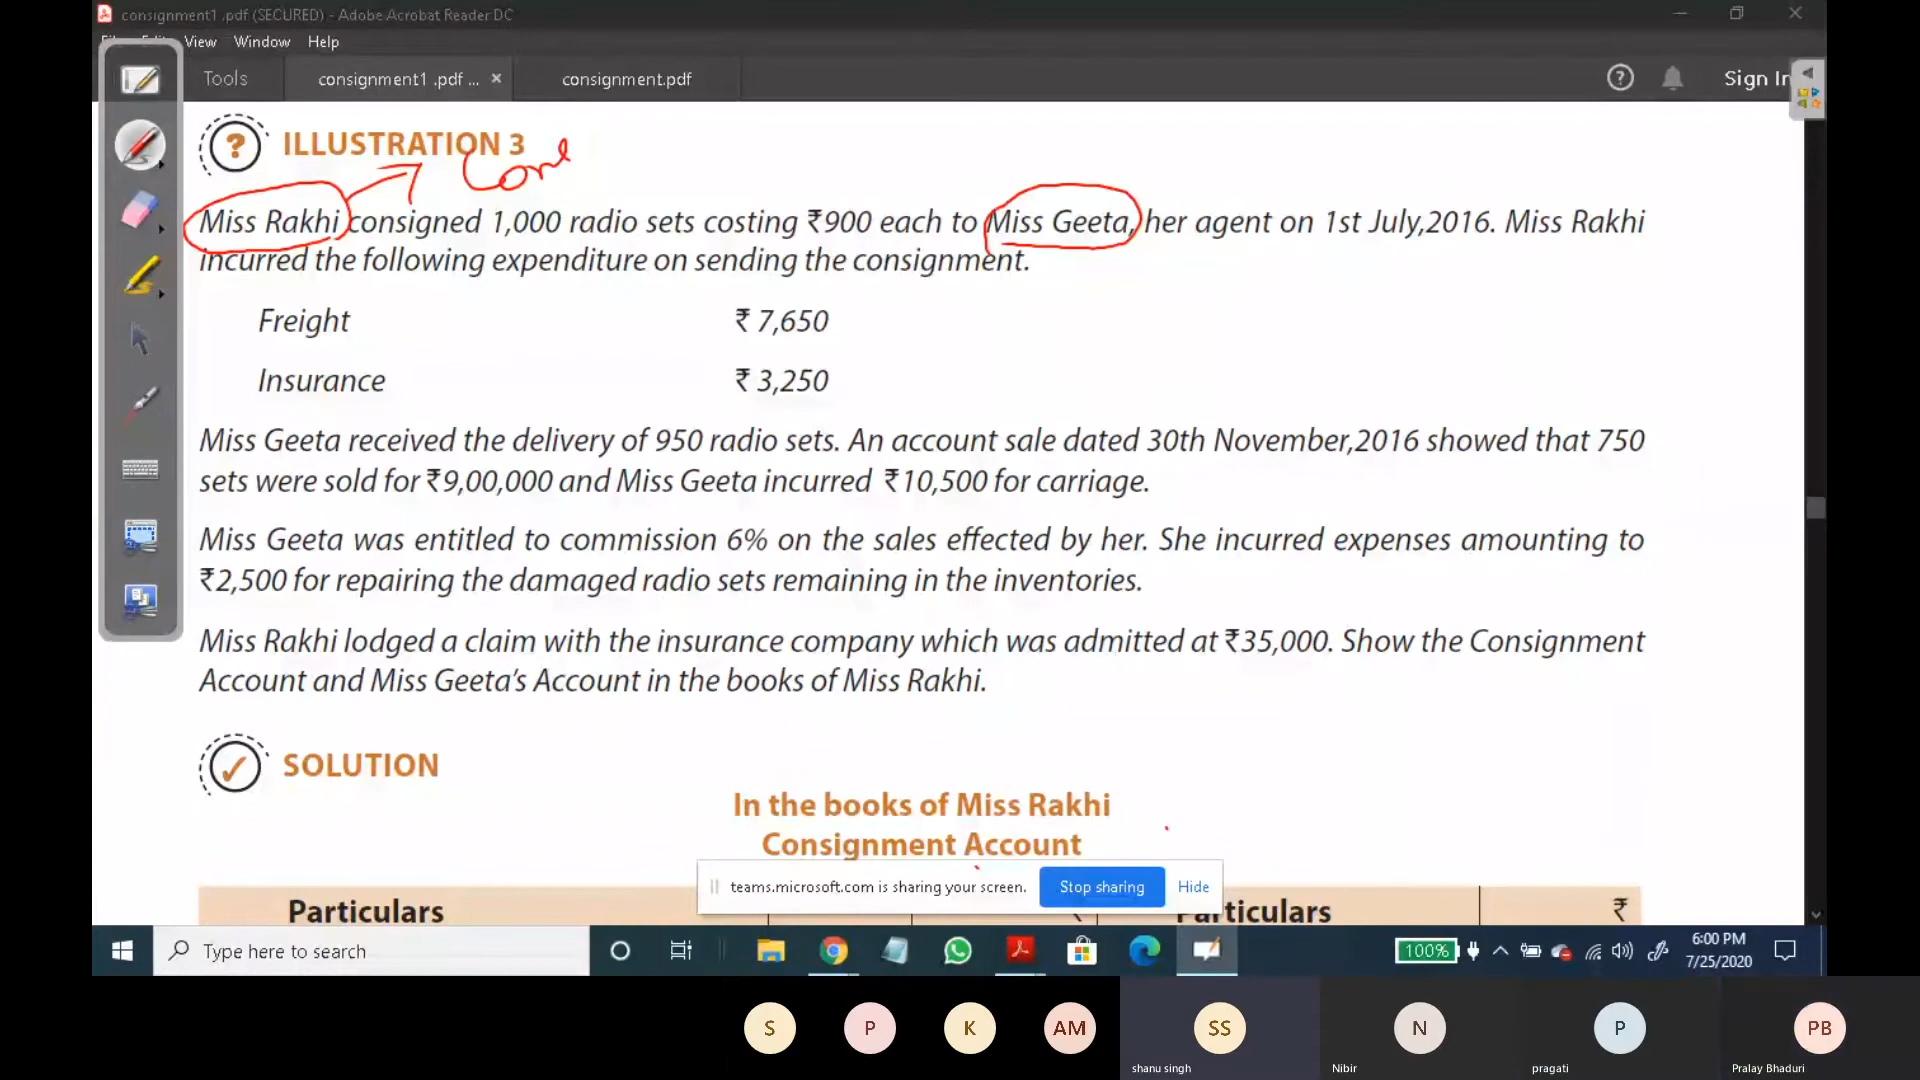 consignment1 .pdf (SECURED) - Adobe Acrobat Reader DC
View Window Help
Tools consignment1 .pdf ... × consignment.pdf Sign In
? ILLUSTRATION 3
Miss Rakhi consigned 1,000 radio sets costing ₹900 each to Miss Geeta, her agent on 1st July,2016. Miss Rakhi
incurred the following expenditure on sending the consignment.
Freight ₹ 7,650
Insurance ₹ 3,250
Miss Geeta received the delivery of 950 radio sets. An account sale dated 30th November,2016 showed that 750
sets were sold for ₹9,00,000 and Miss Geeta incurred ₹10,500 for carriage.
Miss Geeta was entitled to commission 6% on the sales effected by her. She incurred expenses amounting to
₹2,500 for repairing the damaged radio sets remaining in the inventories.
Miss Rakhi lodged a claim with the insurance company which was admitted at ₹35,000. Show the Consignment
Account and Miss Geeta's Account in the books of Miss Rakhi.
SOLUTION
In the books of Miss Rakhi
Consignment Account
teams.microsoft.com is sharing your screen. Stop sharing Hide
Particulars Particulars ₹
Type here to search 100% 6:00 PM
7/25/2020
S P K AM SS N P PB
shanu singh Nibir pragati Pralay Bhaduri